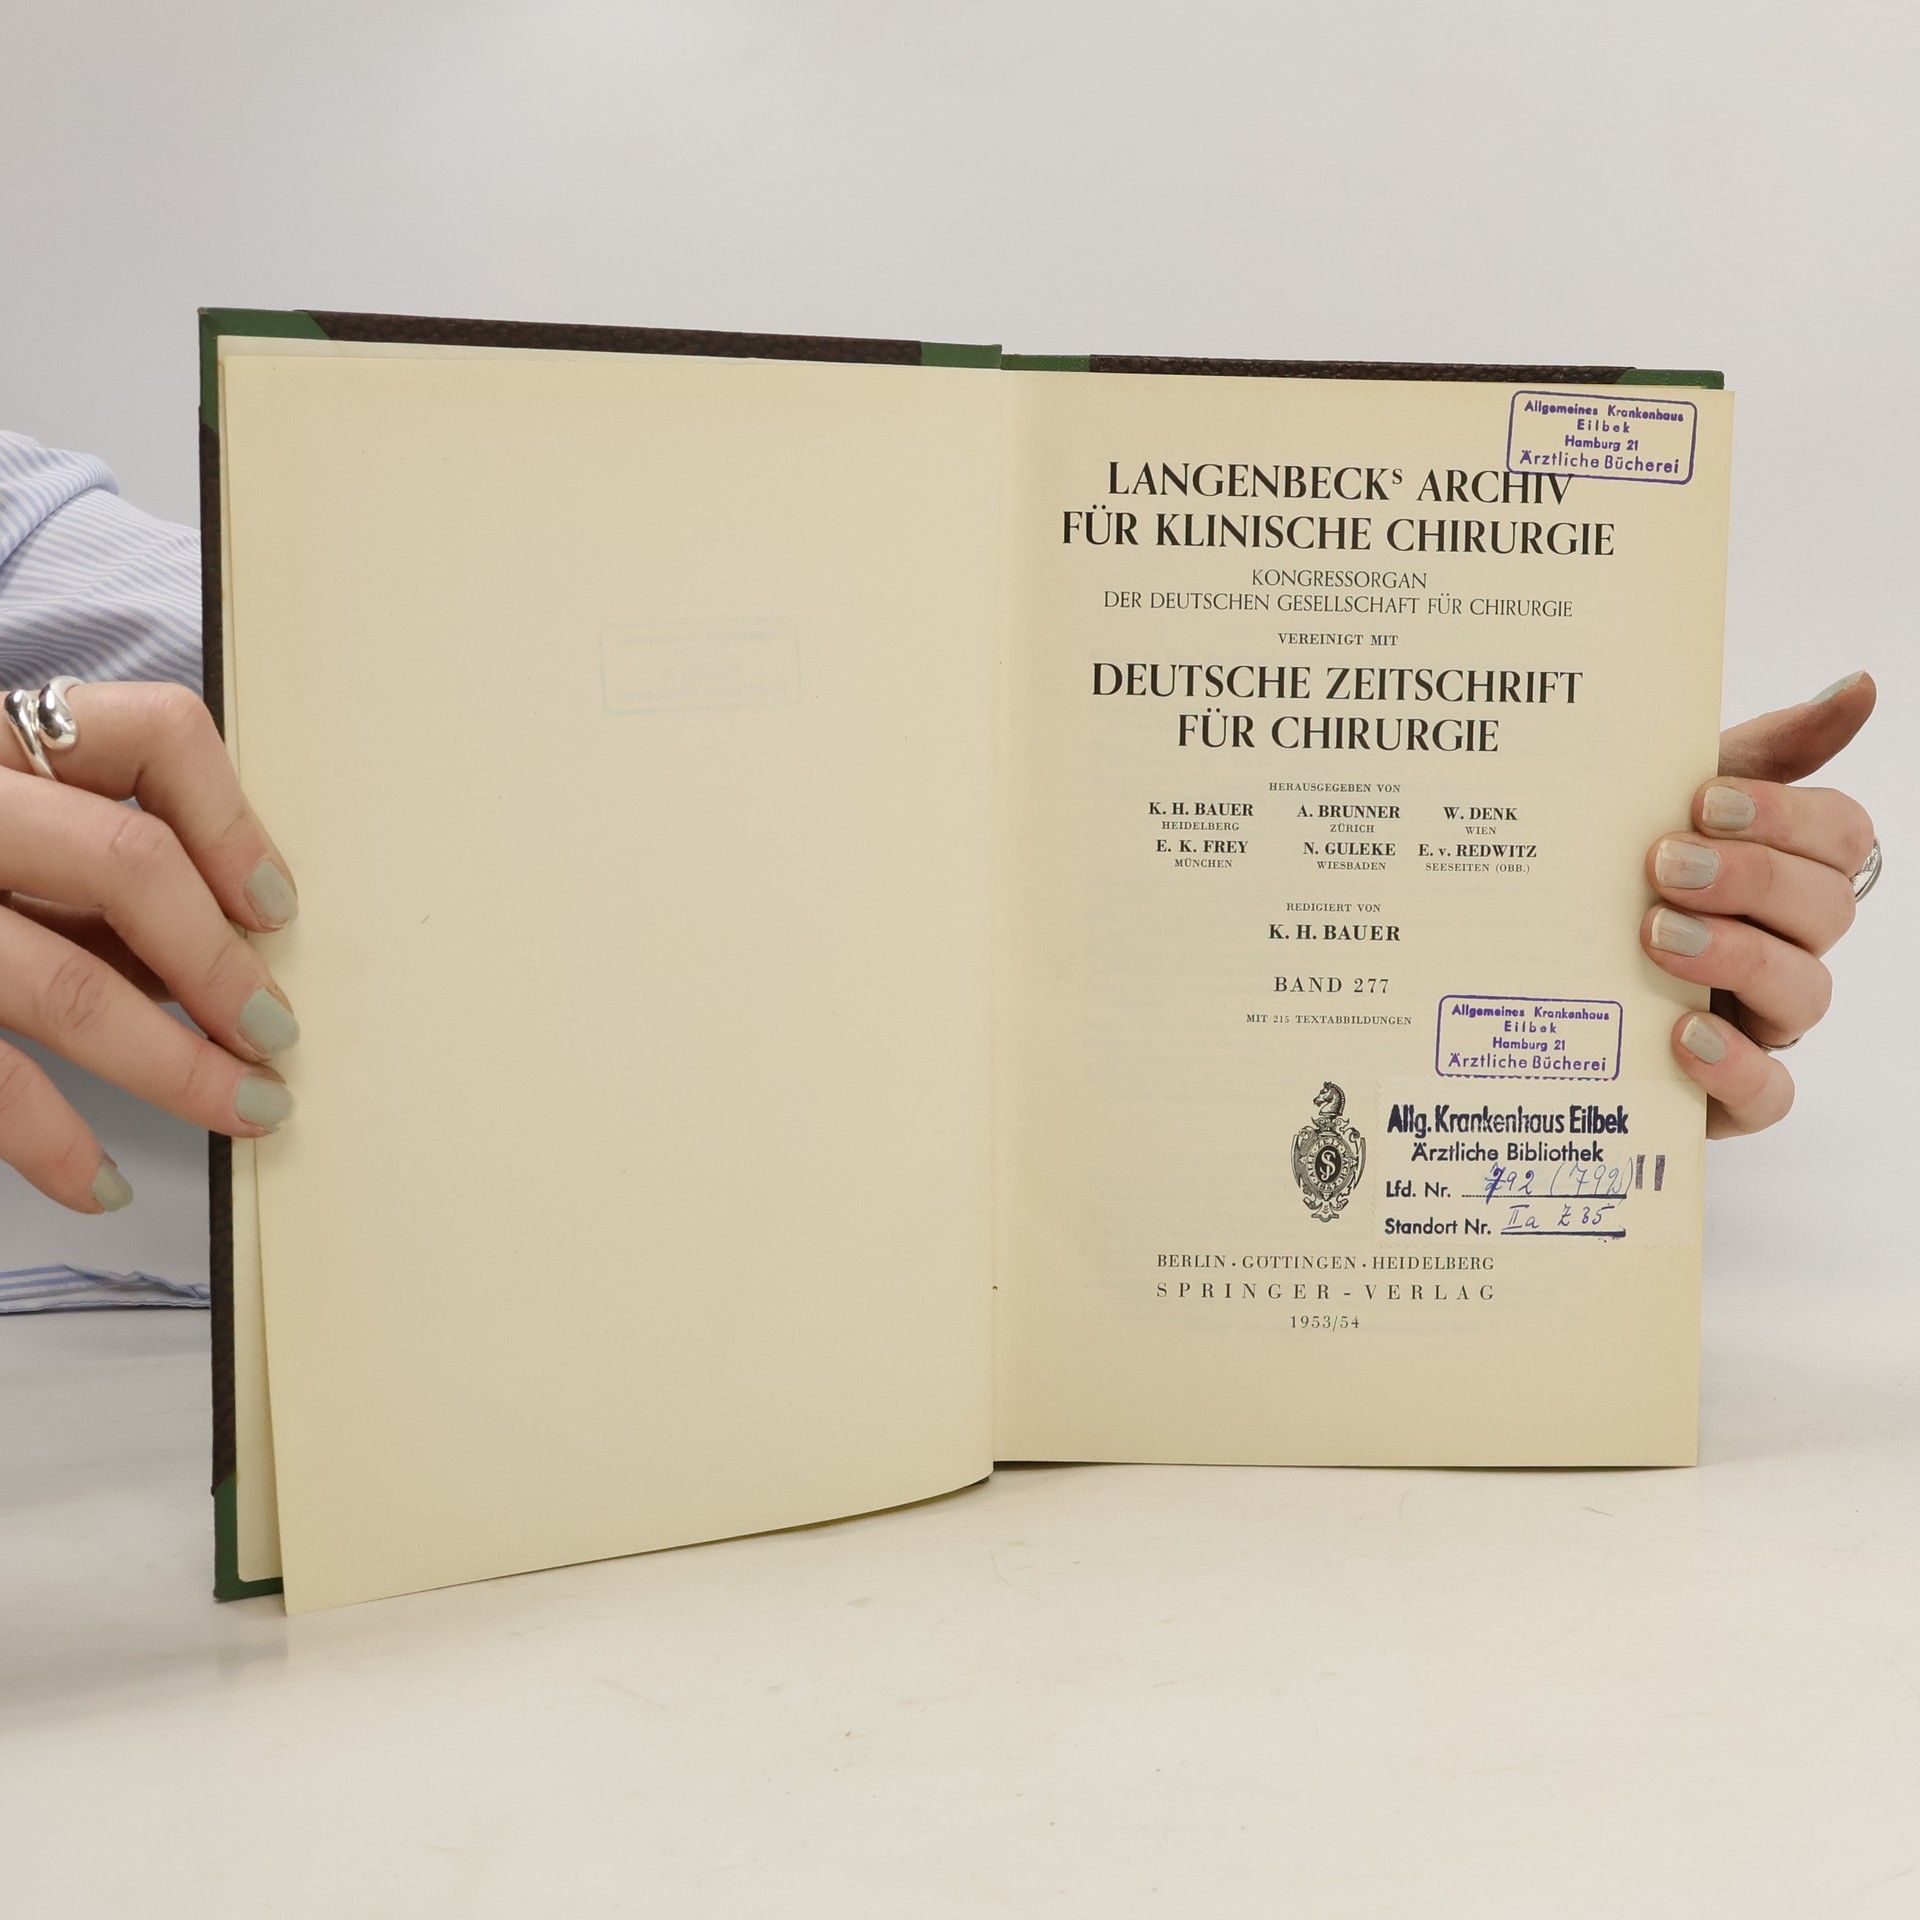 Allgemeines Krankenhaus
Eilbek
Hamburg 21
Ärztliche Bücherei
LANGENBECKS ARCHIV
FÜR KLINISCHE CHIRURGIE
KONGRESSORGAN
DER DEUTSCHEN GESELLSCHAFT FÜR CHIRURGIE
VEREINIGT MIT
DEUTSCHE ZEITSCHRIFT
FÜR CHIRURGIE
HERAUSGEGEBEN VON
K. H. BAUER A. BRUNNER W. DENK
HEIDELBERG ZÜRICH WIEN
E. K. FREY N. GULEKE E. v. REDWITZ
MÜNCHEN WIESBADEN SEESEITEN (OBB.)
REDIGIERT VON
K. H. BAUER
BAND 277
MIT 215 TEXTABBILDUNGEN
Allgemeines Krankenhaus
Eilbek
Hamburg 21
Ärztliche Bücherei
Allg. Krankenhaus Eilbek
Ärztliche Bibliothek
Lfd. Nr. 792 (792)
Standort Nr. IIa Z 35
BERLIN · GÖTTINGEN · HEIDELBERG
SPRINGER-VERLAG
1953/54